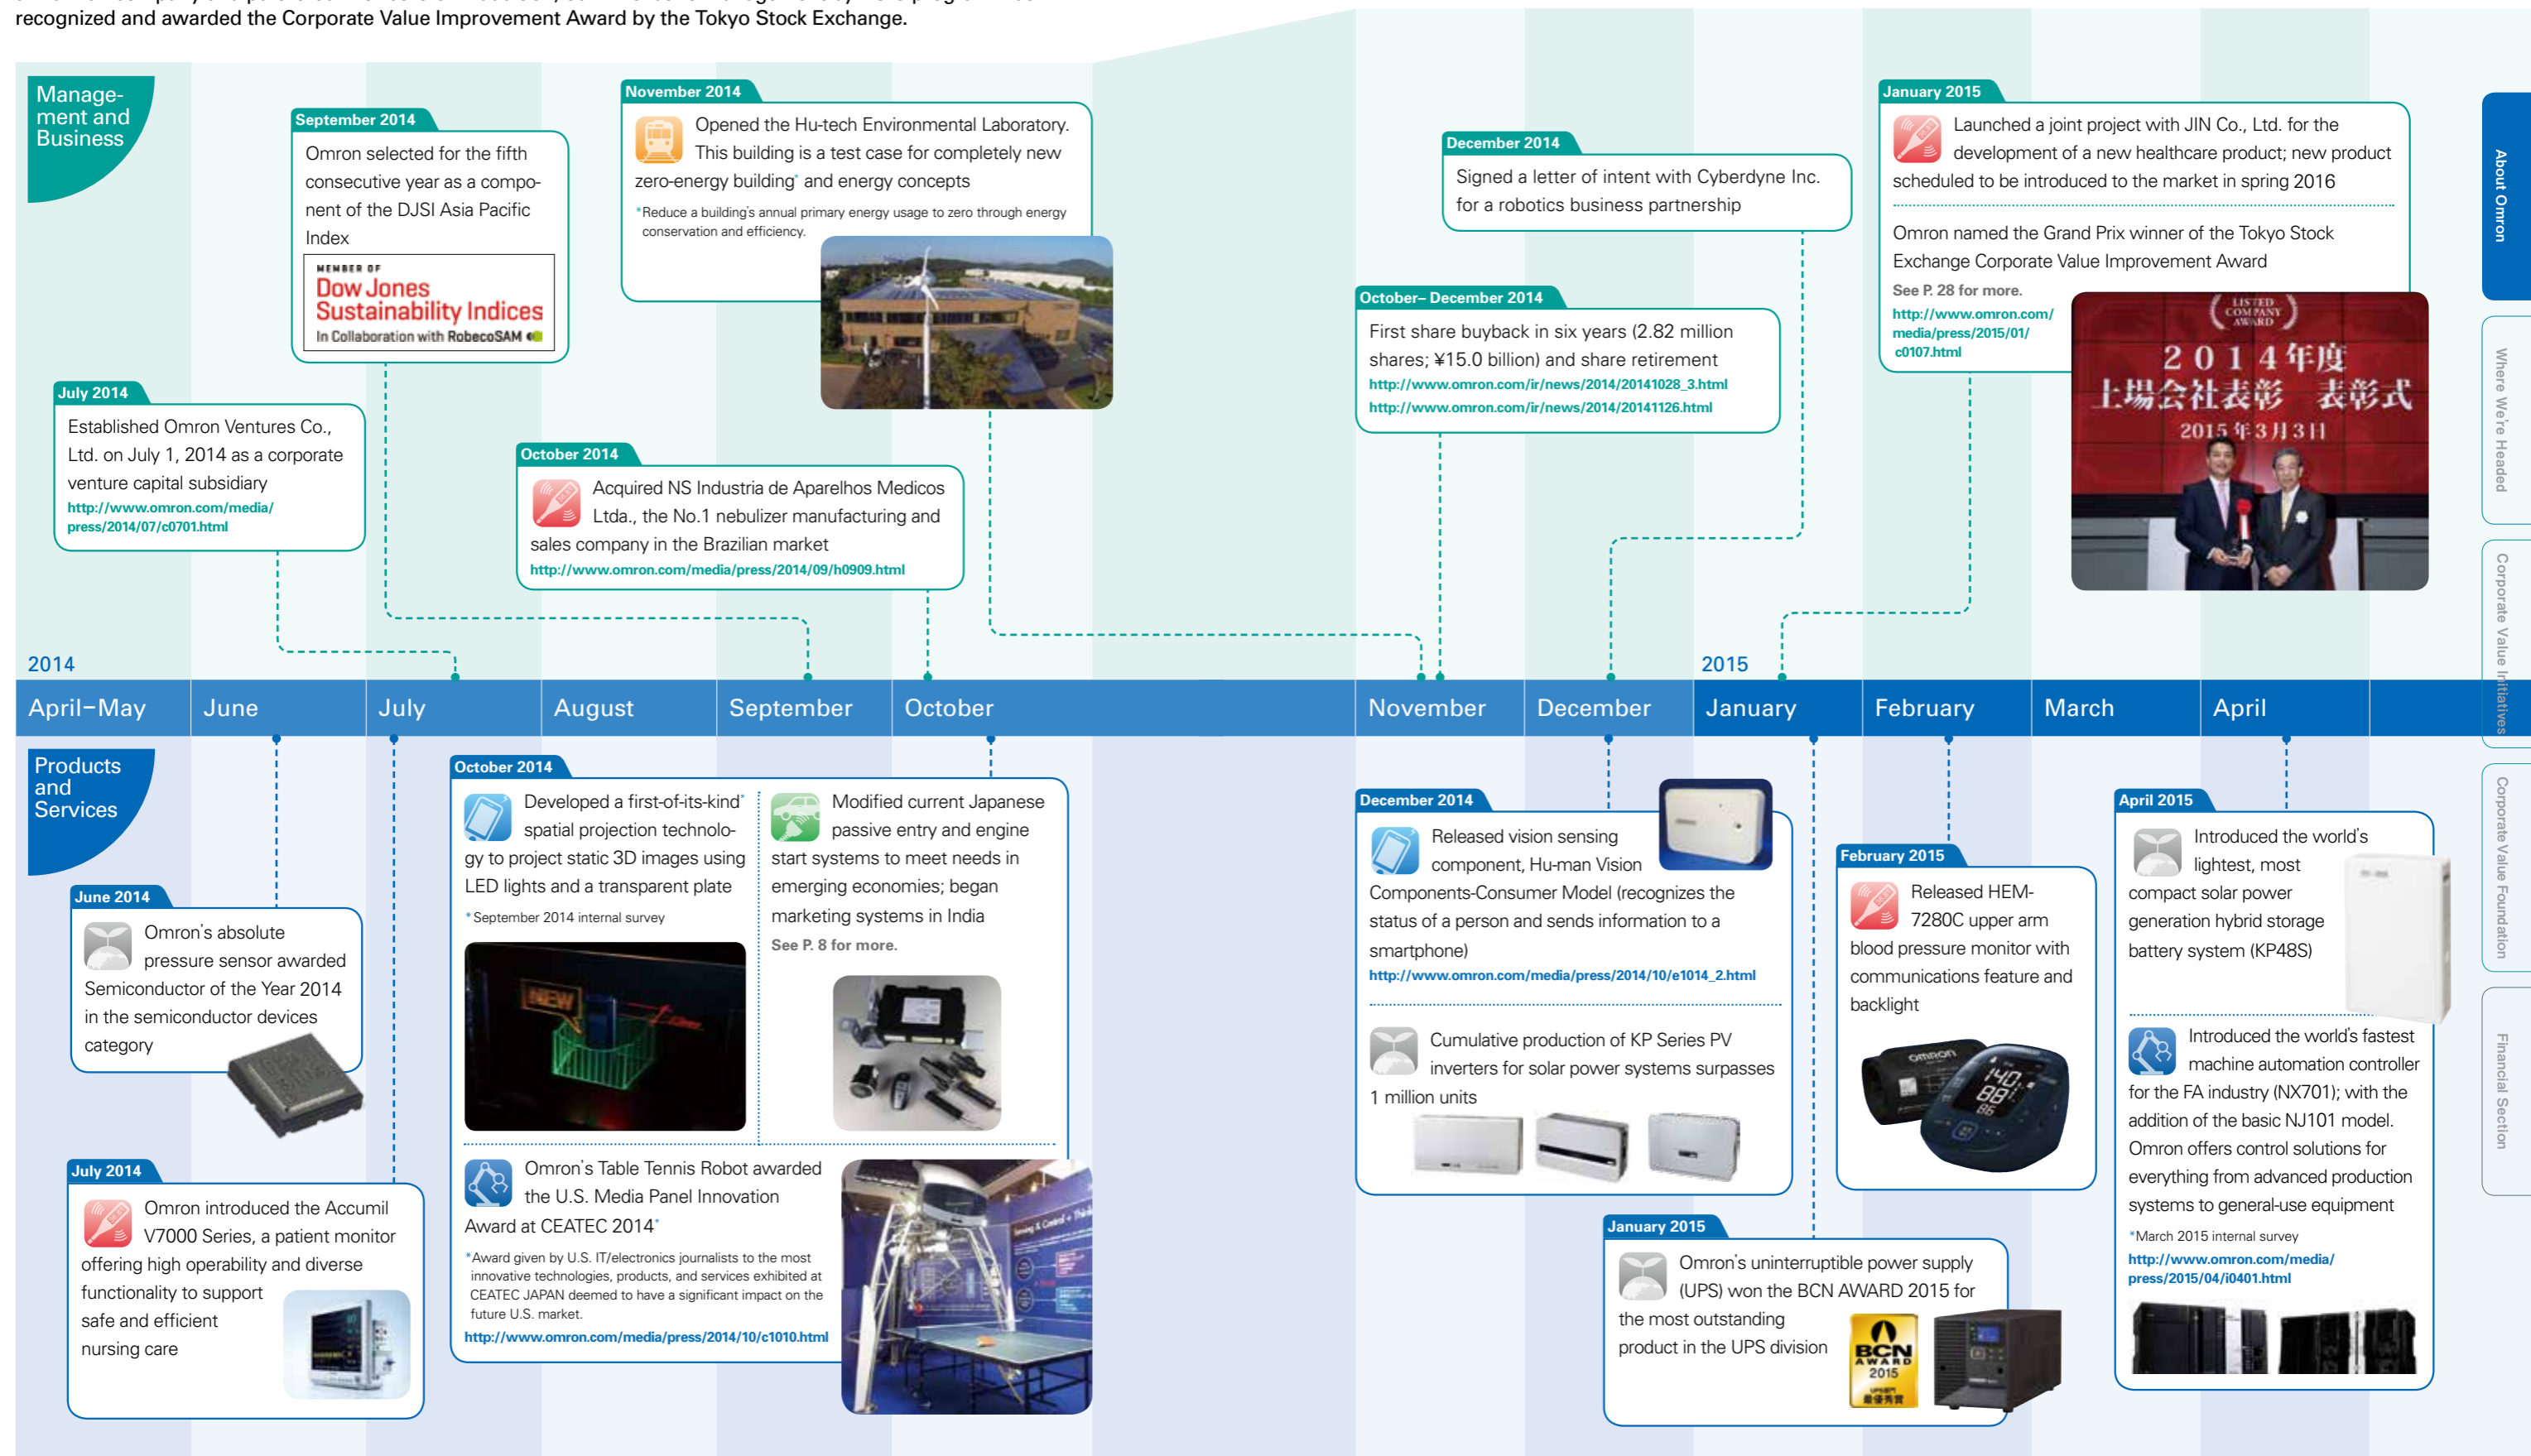 recognized and awarded the Corporate Value Improvement Award by the Tokyo Stock Exchange.
Manage-
ment and
Business
July 2014
Established Omron Ventures Co.,
Ltd. on July 1, 2014 as a corporate
venture capital subsidiary
http://www.omron.com/media/
press/2014/07/c0701.html
September 2014
Omron selected for the fifth
consecutive year as a compo-
nent of the DJSI Asia Pacific
Index
MEMBER OF
Dow Jones
Sustainability Indices
In Collaboration with RobecoSAM
October 2014
Acquired NS Industria de Aparelhos Medicos
Ltda., the No.1 nebulizer manufacturing and
sales company in the Brazilian market
http://www.omron.com/media/press/2014/09/h0909.html
November 2014
Opened the Hu-tech Environmental Laboratory.
This building is a test case for completely new
zero-energy building* and energy concepts
*Reduce a building's annual primary energy usage to zero through energy
conservation and efficiency.
October– December 2014
First share buyback in six years (2.82 million
shares; ¥15.0 billion) and share retirement
http://www.omron.com/ir/news/2014/20141028_3.html
http://www.omron.com/ir/news/2014/20141126.html
December 2014
Signed a letter of intent with Cyberdyne Inc.
for a robotics business partnership
January 2015
Launched a joint project with JIN Co., Ltd. for the
development of a new healthcare product; new product
scheduled to be introduced to the market in spring 2016
Omron named the Grand Prix winner of the Tokyo Stock
Exchange Corporate Value Improvement Award
See P. 28 for more.
http://www.omron.com/
media/press/2015/01/
c0107.html
LISTED
COMPANY
AWARD
2014年度
上場会社表彰 表彰式
2015年3月3日
2014
2015
April–May
June
July
August
September
October
November
December
January
February
March
April
Products
and
Services
June 2014
Omron's absolute
pressure sensor awarded
Semiconductor of the Year 2014
in the semiconductor devices
category
July 2014
Omron introduced the Accumil
V7000 Series, a patient monitor
offering high operability and diverse
functionality to support
safe and efficient
nursing care
October 2014
Developed a first-of-its-kind*
spatial projection technolo-
gy to project static 3D images using
LED lights and a transparent plate
*September 2014 internal survey
NEW
Modified current Japanese
passive entry and engine
start systems to meet needs in
emerging economies; began
marketing systems in India
See P. 8 for more.
Omron's Table Tennis Robot awarded
the U.S. Media Panel Innovation
Award at CEATEC 2014*
*Award given by U.S. IT/electronics journalists to the most
innovative technologies, products, and services exhibited at
CEATEC JAPAN deemed to have a significant impact on the
future U.S. market.
http://www.omron.com/media/press/2014/10/c1010.html
Sensing & Control + Think
December 2014
Released vision sensing
component, Hu-man Vision
Components-Consumer Model (recognizes the
status of a person and sends information to a
smartphone)
http://www.omron.com/media/press/2014/10/e1014_2.html
Cumulative production of KP Series PV
inverters for solar power systems surpasses
1 million units
January 2015
Omron's uninterruptible power supply
(UPS) won the BCN AWARD 2015 for
the most outstanding
product in the UPS division
BCN
AWARD
2015
UPS部門
最優秀賞
February 2015
Released HEM-
7280C upper arm
blood pressure monitor with
communications feature and
backlight
OMRON
140
88
86
April 2015
Introduced the world's
lightest, most
compact solar power
generation hybrid storage
battery system (KP48S)
Introduced the world's fastest
machine automation controller
for the FA industry (NX701); with the
addition of the basic NJ101 model.
Omron offers control solutions for
everything from advanced production
systems to general-use equipment
*March 2015 internal survey
http://www.omron.com/media/
press/2015/04/i0401.html
About Omron
Where We're Headed
Corporate Value Initiatives
Corporate Value Foundation
Financial Section